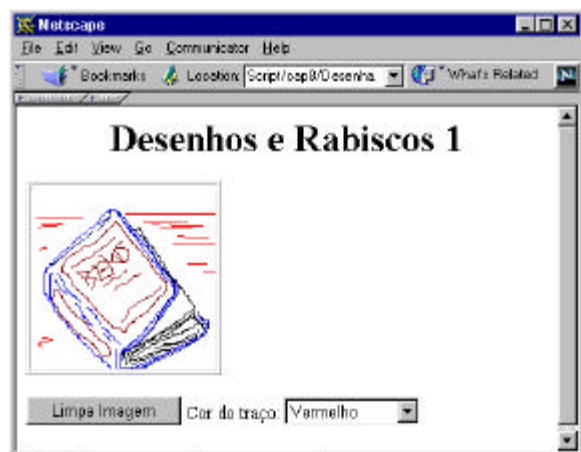 Netscape
File Edit View Go Communicator Help
Bookmarks Location: Script/cap8/Desenha What's Related N
Desenhos e Rabiscos 1
Limpa Imagem Cor do traço: Vermelho